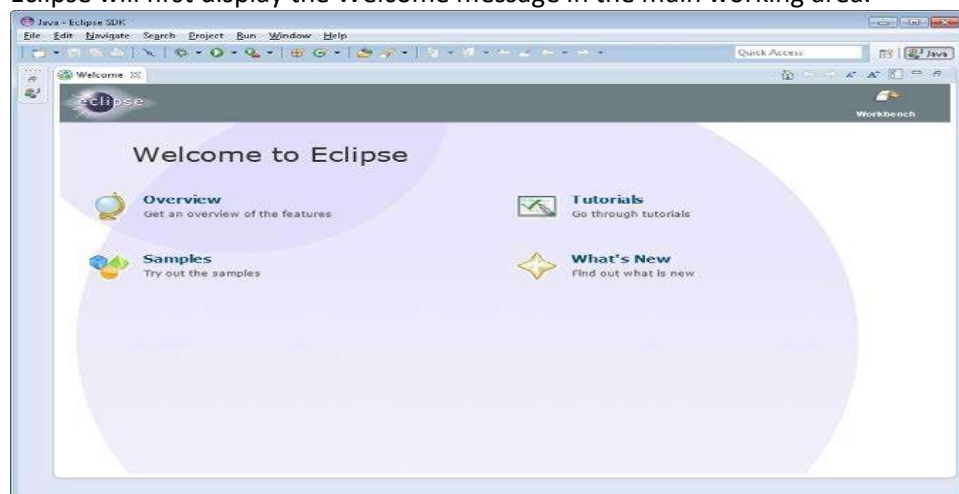 Eclipse will first display the Welcome message in the main working area.
Java - Eclipse SDK
File Edit Navigate Search Project Run Window Help
Quick Access
Java
Welcome
eclipse
Workbench
Welcome to Eclipse
Overview
Get an overview of the features
Tutorials
Go through tutorials
Samples
Try out the samples
What's New
Find out what is new